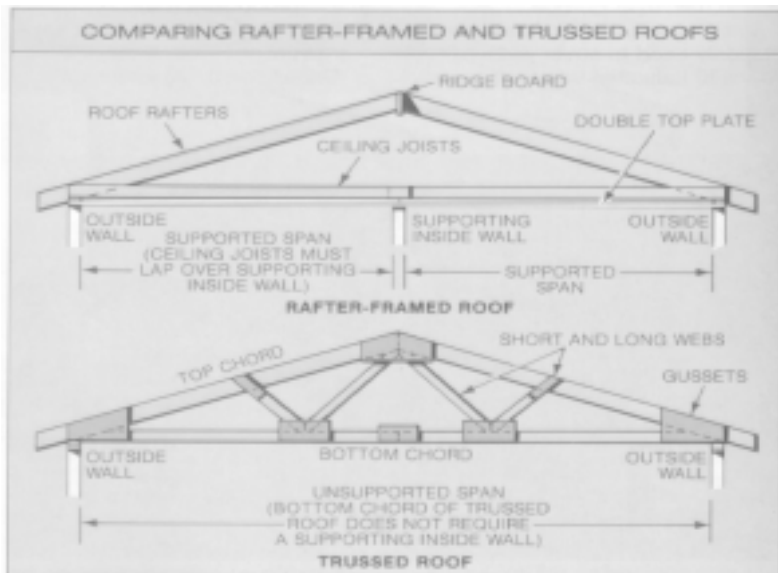 COMPARING RAFTER-FRAMED AND TRUSSED ROOFS
RIDGE BOARD
ROOF RAFTERS
DOUBLE TOP PLATE
CEILING JOISTS
OUTSIDE
WALL
SUPPORTING
INSIDE WALL
OUTSIDE
WALL
SUPPORTED SPAN
(CEILING JOISTS MUST
LAP OVER SUPPORTING
INSIDE WALL)
SUPPORTED
SPAN
RAFTER-FRAMED ROOF
TOP CHORD
SHORT AND LONG WEBS
GUSSETS
OUTSIDE
WALL
BOTTOM CHORD
OUTSIDE
WALL
UNSUPPORTED SPAN
(BOTTOM CHORD OF TRUSSED
ROOF DOES NOT REQUIRE
A SUPPORTING INSIDE WALL)
TRUSSED ROOF